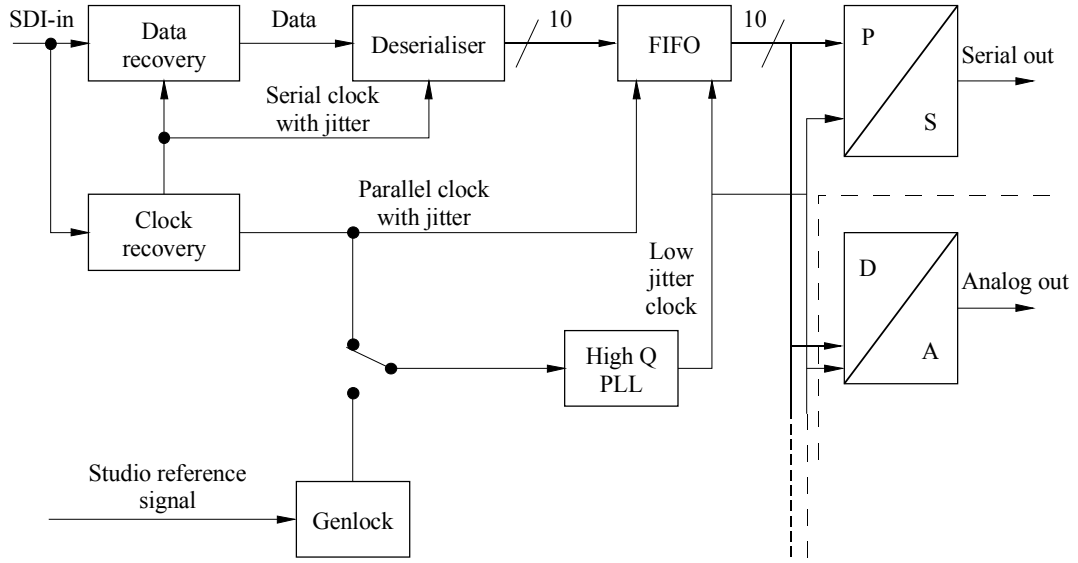 SDI-in
Data
recovery
Data
Deserialiser
10
FIFO
10
P
S
Serial out
Serial clock
with jitter
Clock
recovery
Parallel clock
with jitter
Low
jitter
clock
D
A
Analog out
High Q
PLL
Studio reference
signal
Genlock